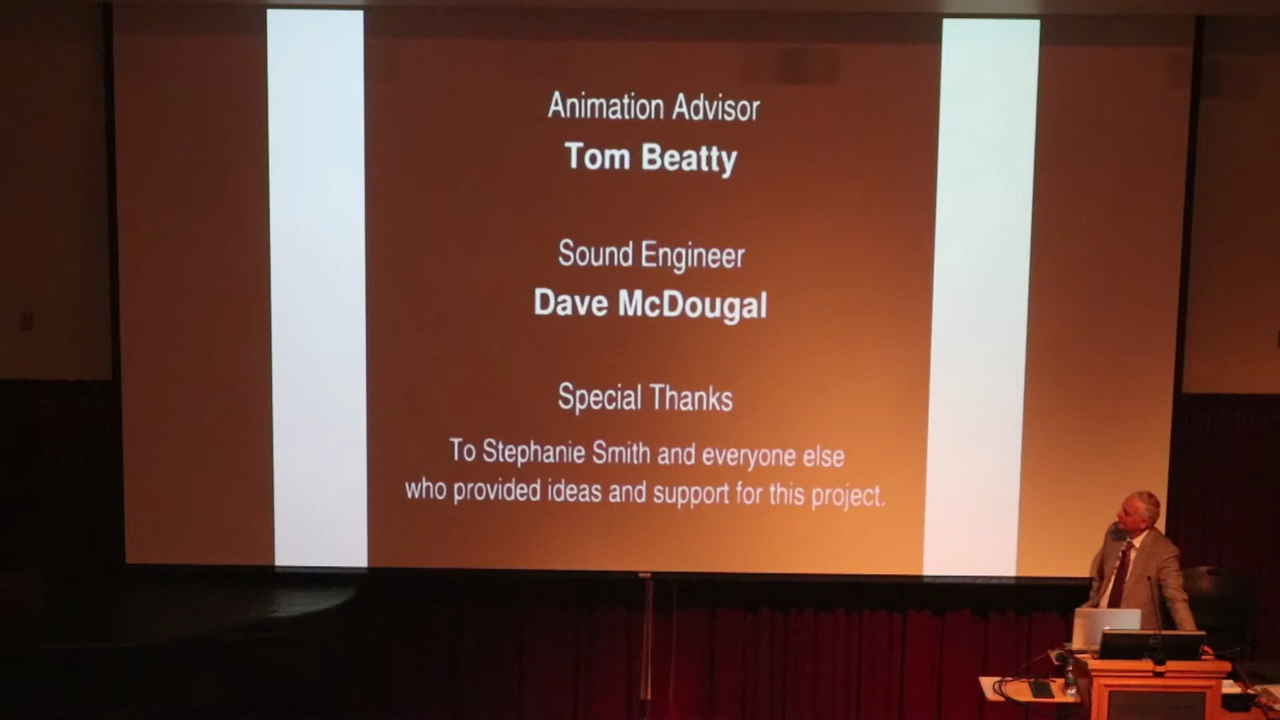 Animation Advisor
Tom Beatty
Sound Engineer
Dave McDougal
Special Thanks
To Stephanie Smith and everyone else
who provided ideas and support for this project.